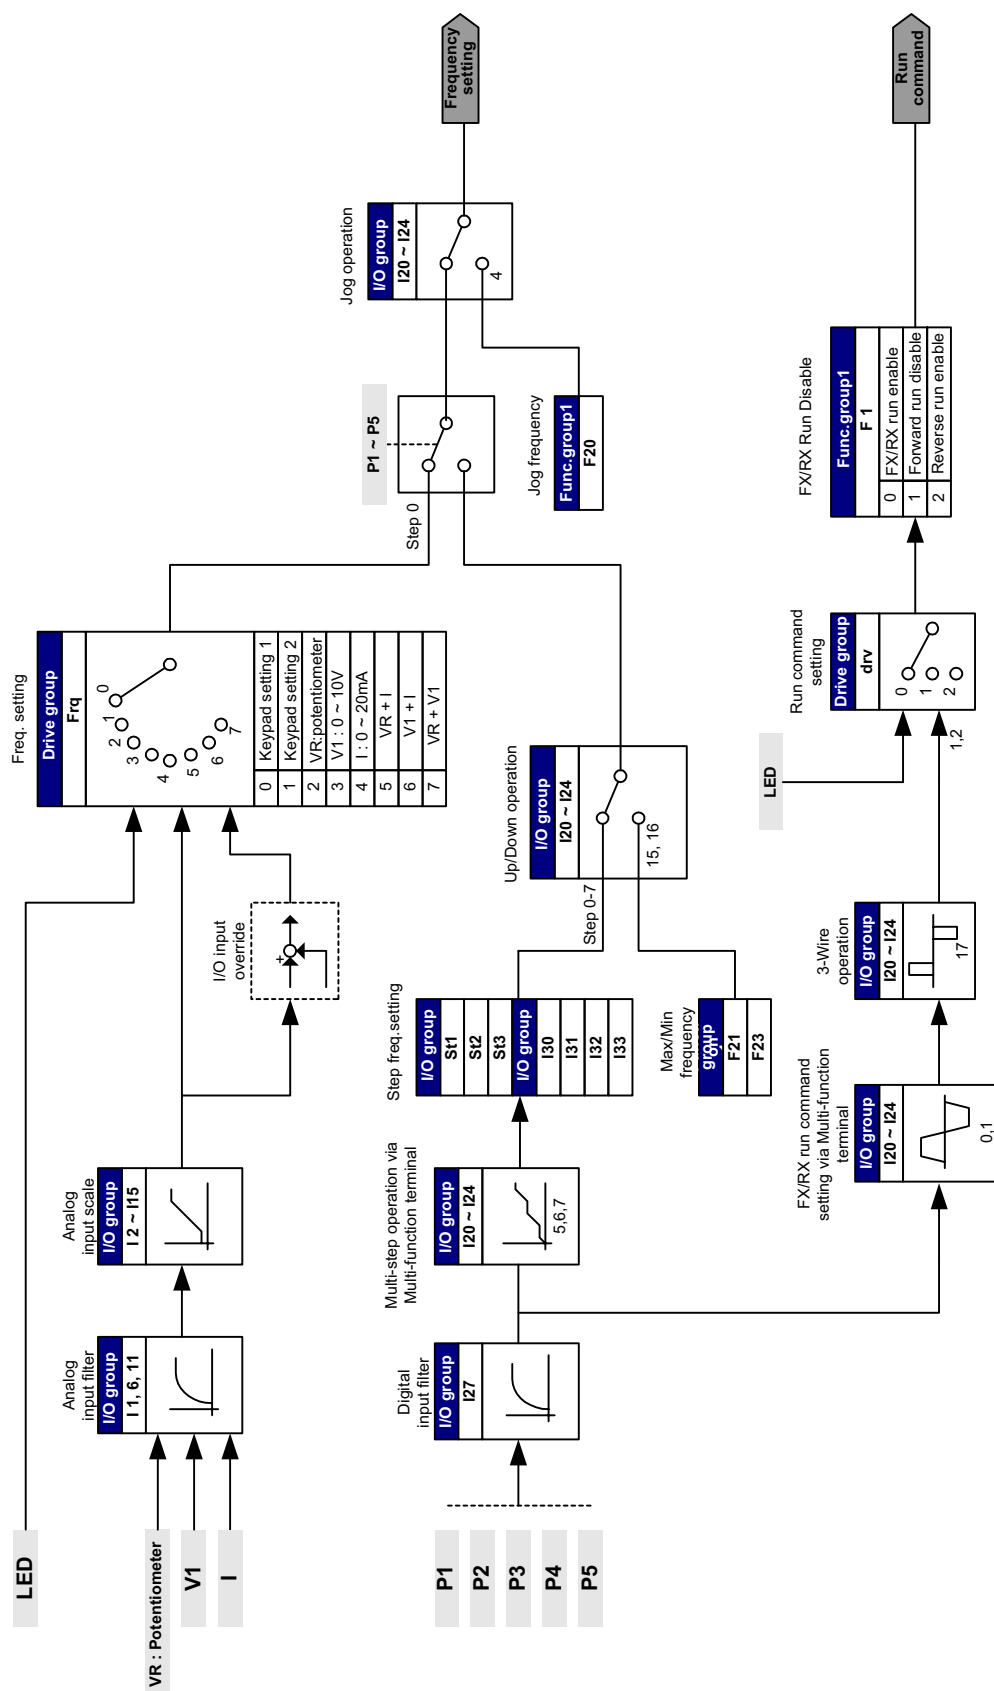 LED
VR : Potentiometer
V1
I
Analog
input filter
I/O group
I 1, 6, 11
Analog
input scale
I/O group
I 2 ~ I15
I/O input
override
+
Freq. setting
Drive group
Frq
0
1
2
3
4
5
6
7
0 Keypad setting 1
1 Keypad setting 2
2 VR:potentiometer
3 V1 : 0 ~ 10V
4 I : 0 ~ 20mA
5 VR + I
6 V1 + I
7 VR + V1
Step 0
P1 ~ P5
Jog operation
I/O group
I20 ~ I24
4
Jog frequency
Func.group1
F20
Frequency
setting
P1
P2
P3
P4
P5
Digital
input filter
I/O group
I27
Multi-step operation via
Multi-function terminal
I/O group
I20 ~ I24
5,6,7
Step freq.setting
I/O group
St1
St2
St3
I/O group
I30
I31
I32
I33
Step 0-7
Up/Down operation
I/O group
I20 ~ I24
15, 16
Max/Min
frequency
group
F21
F23
FX/RX run command
setting via Multi-function
terminal
I/O group
I20 ~ I24
0,1
3-Wire
operation
I/O group
I20 ~ I24
17
LED
1,2
Run command
setting
Drive group
drv
0
1
2
FX/RX Run Disable
Func.group1
F 1
0 FX/RX run enable
1 Forward run disable
2 Reverse run enable
Run
command